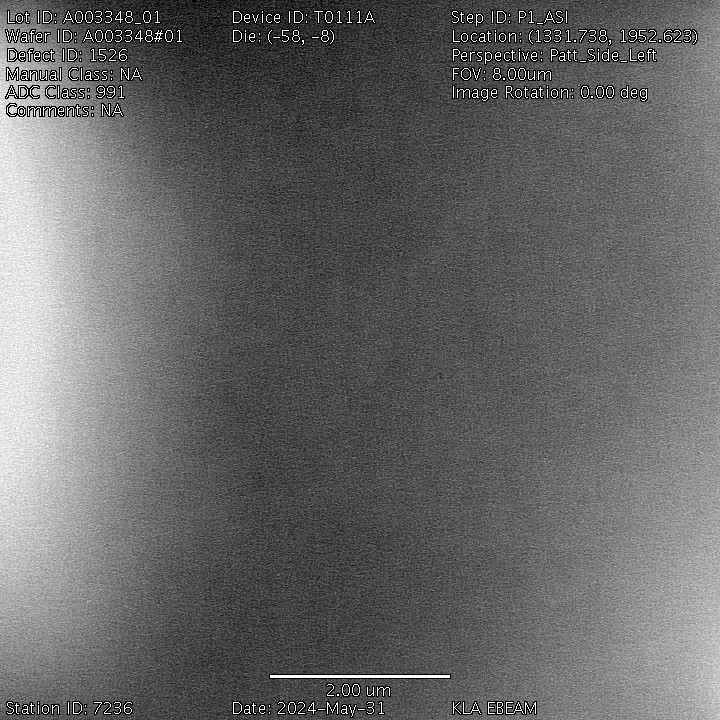 Lot ID: A003348_01 Device ID: T0111A Step ID: P1_ASI
Wafer ID: A003348#01 Die: (-58, -8) Location: (1331.738, 1952.623)
Defect ID: 1526 Perspective: Patt_Side_Left
Manual Class: NA FOV: 8.00um
ADC Class: 991 Image Rotation: 0.00 deg
Comments: NA
2.00 um
Station ID: 7236 Date: 2024-May-31 KLA EBEAM